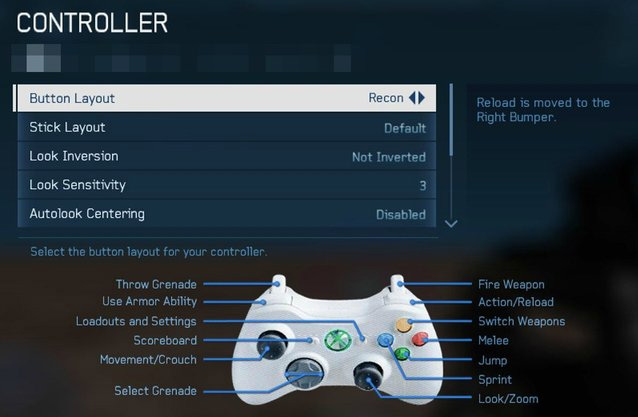 CONTROLLER
Button Layout Recon
Stick Layout Default
Look Inversion Not Inverted
Look Sensitivity 3
Autolook Centering Disabled
Reload is moved to the
Right Bumper.
Select the button layout for your controller.
Throw Grenade
Use Armor Ability
Loadouts and Settings
Scoreboard
Movement/Crouch
Select Grenade
Fire Weapon
Action/Reload
Switch Weapons
Melee
Jump
Sprint
Look/Zoom